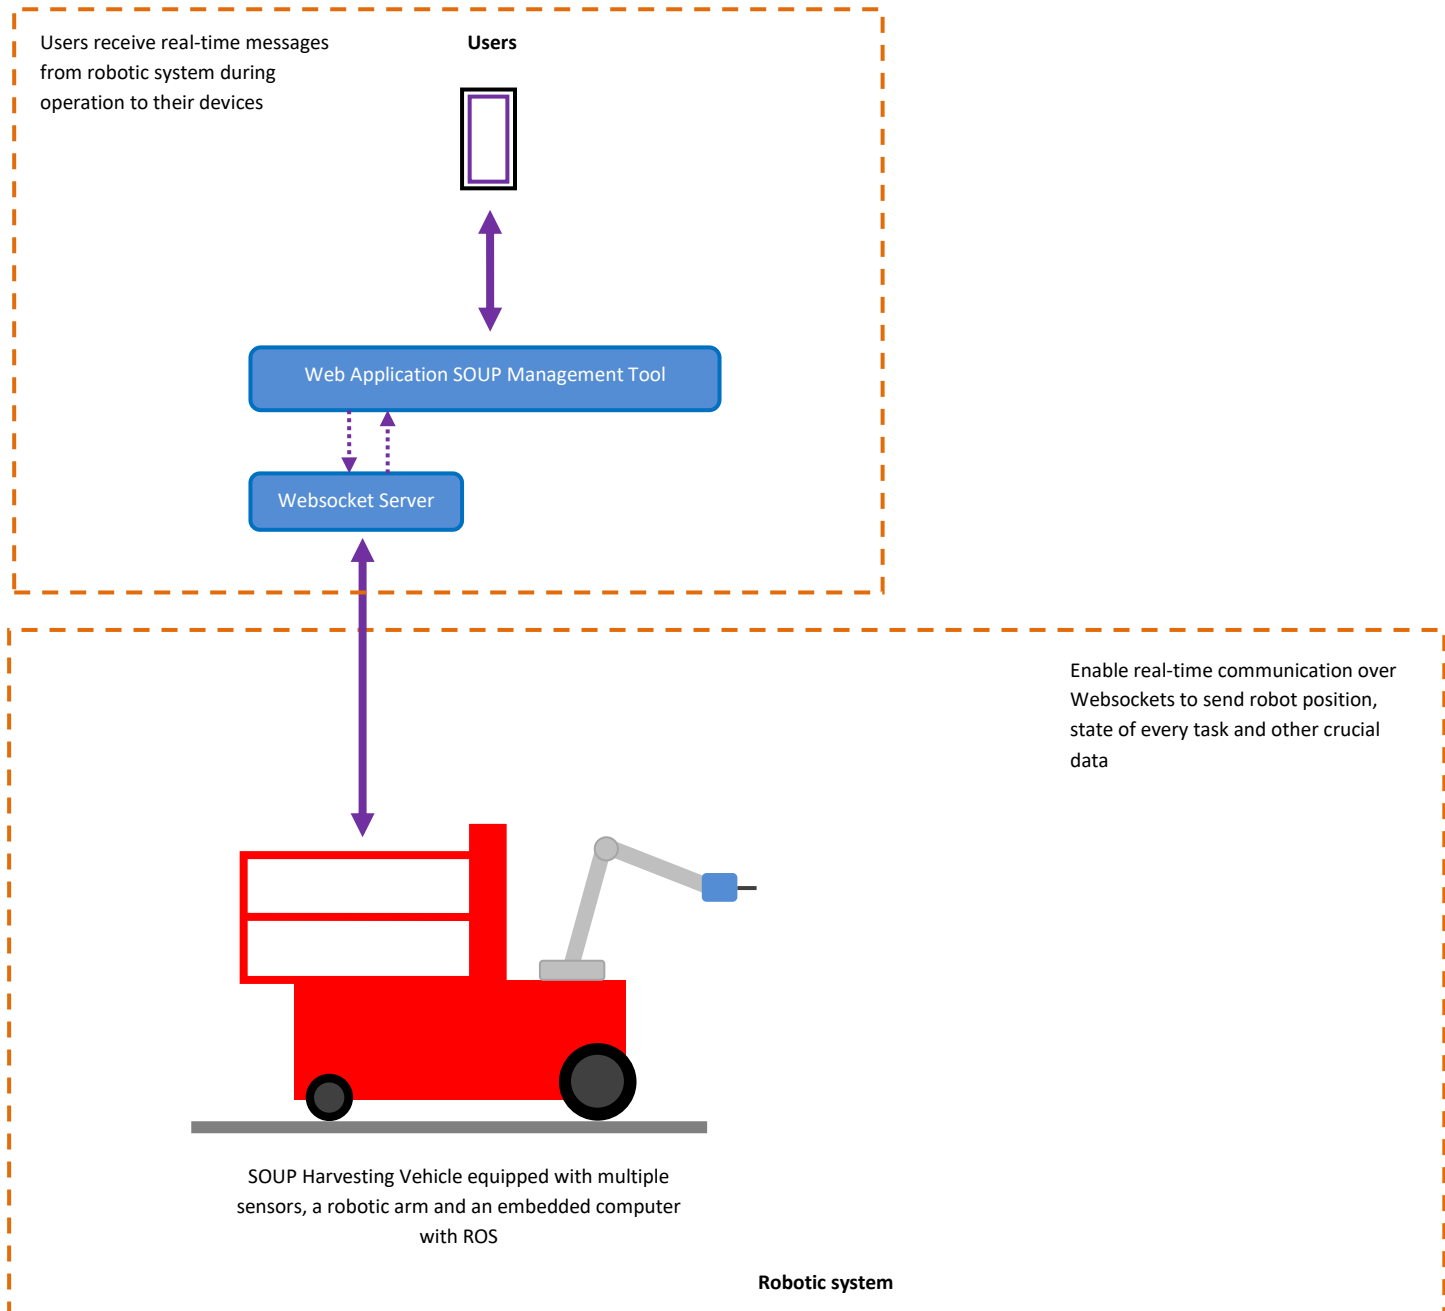 Users receive real-time messages
from robotic system during
operation to their devices
Users
Web Application SOUP Management Tool
Websocket Server
Enable real-time communication over
Websockets to send robot position,
state of every task and other crucial
data
SOUP Harvesting Vehicle equipped with multiple
sensors, a robotic arm and an embedded computer
with ROS
Robotic system